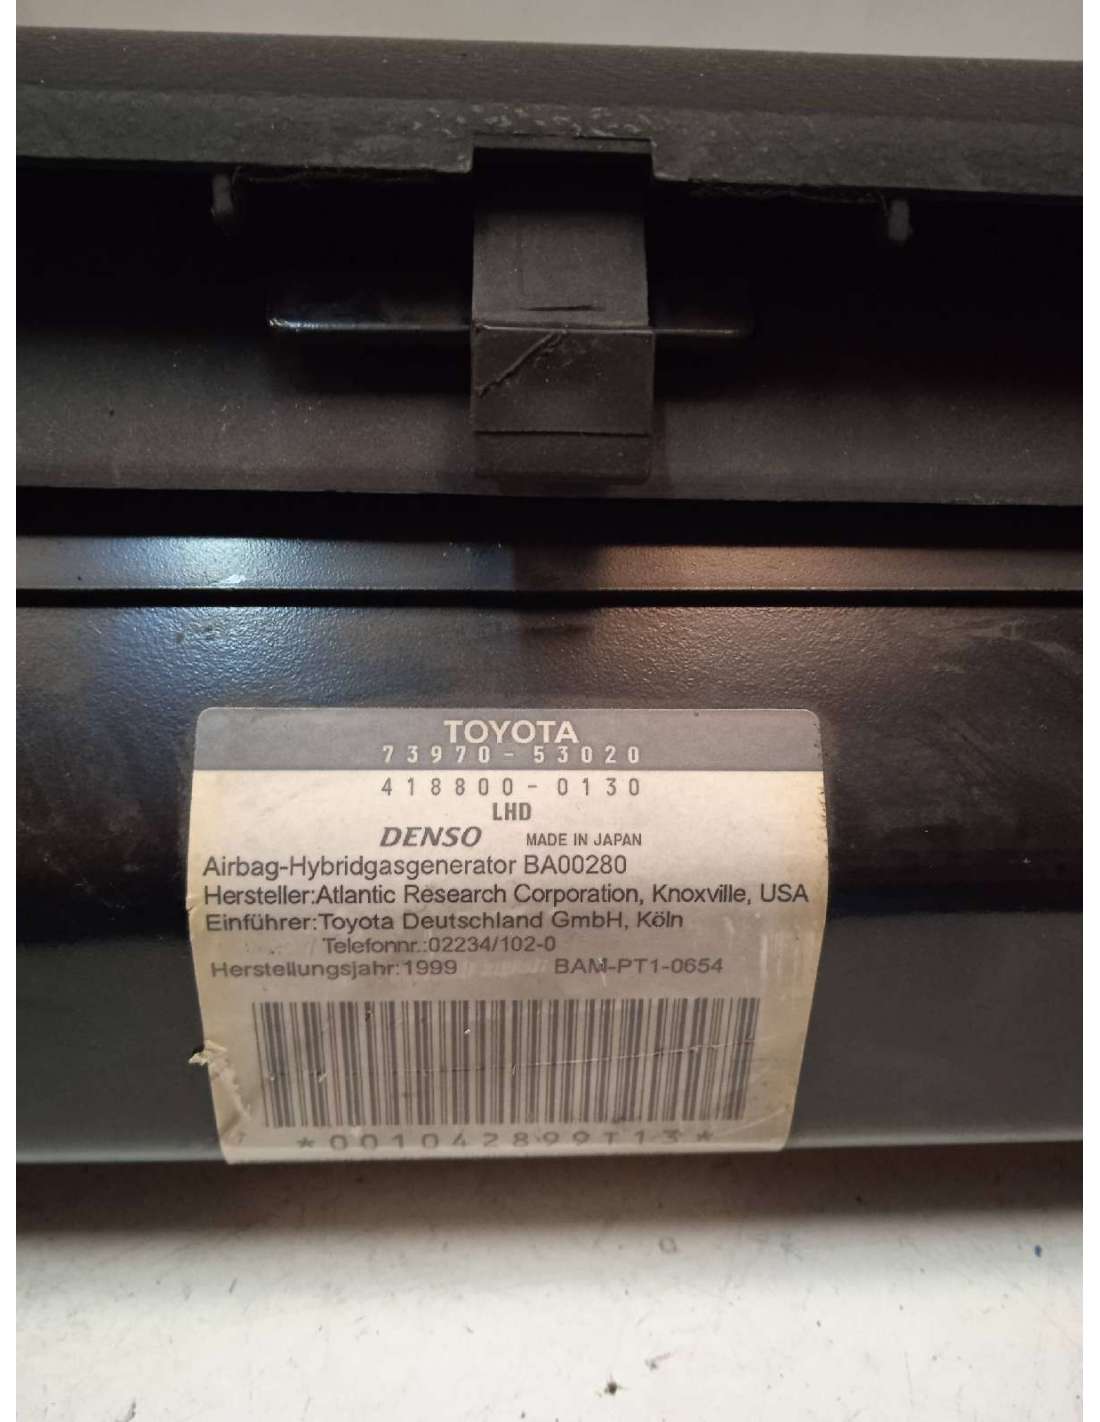 TOYOTA
73970-53020
418800-0130
LHD
DENSO MADE IN JAPAN
Airbag-Hybridgasgenerator BA00280
Hersteller:Atlantic Research Corporation, Knoxville, USA
Einführer:Toyota Deutschland GmbH, Köln
Telefonnr.:02234/102-0
Herstellungsjahr:1999 BAM-PT1-0654
*001042899T13*